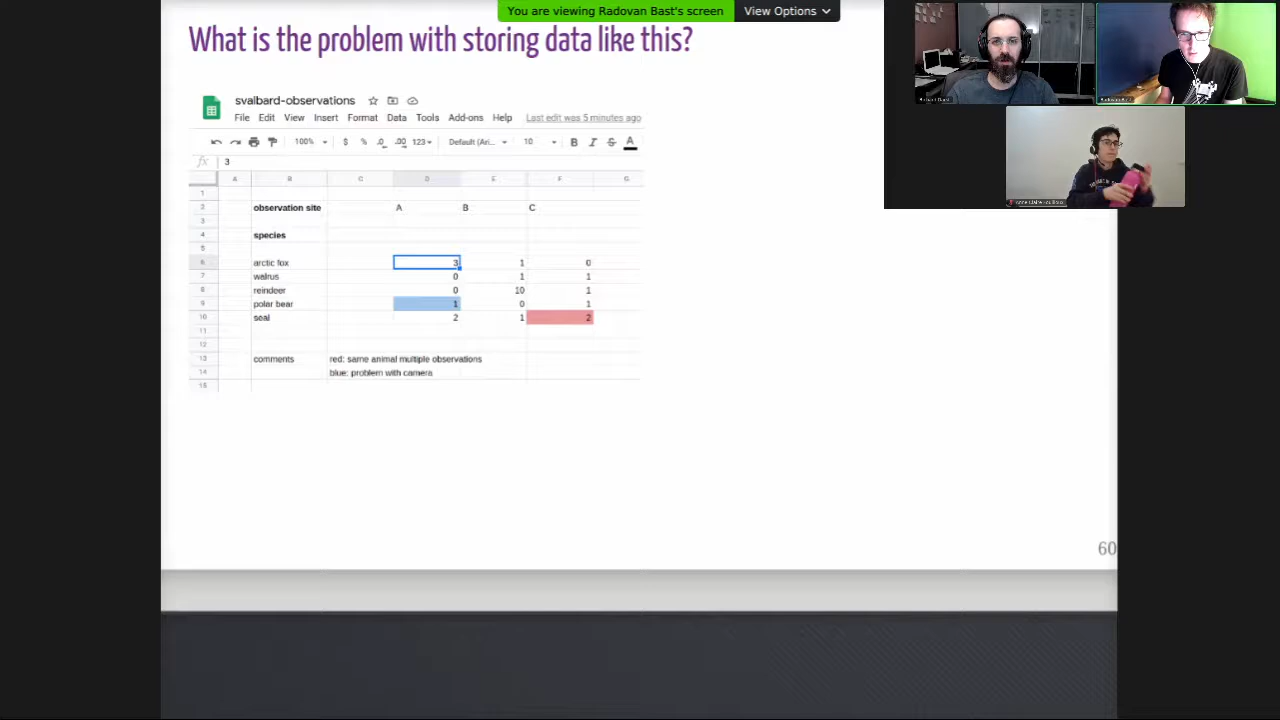 You are viewing Radovan Bast's screen
View Options
What is the problem with storing data like this?
svalbard-observations
File Edit View Insert Format Data Tools Add-ons Help Last edit was 5 minutes ago
100% $ % .0 .00 123 Default (Ari... 10 B I S A
fx 3
A B C D E F G
1
2 observation site A B C
3
4 species
5
6 arctic fox 3 1 0
7 walrus 0 1 1
8 reindeer 0 10 1
9 polar bear 1 0 1
10 seal 2 1 2
11
12
13 comments red: same animal multiple observations
14 blue: problem with camera
15
60